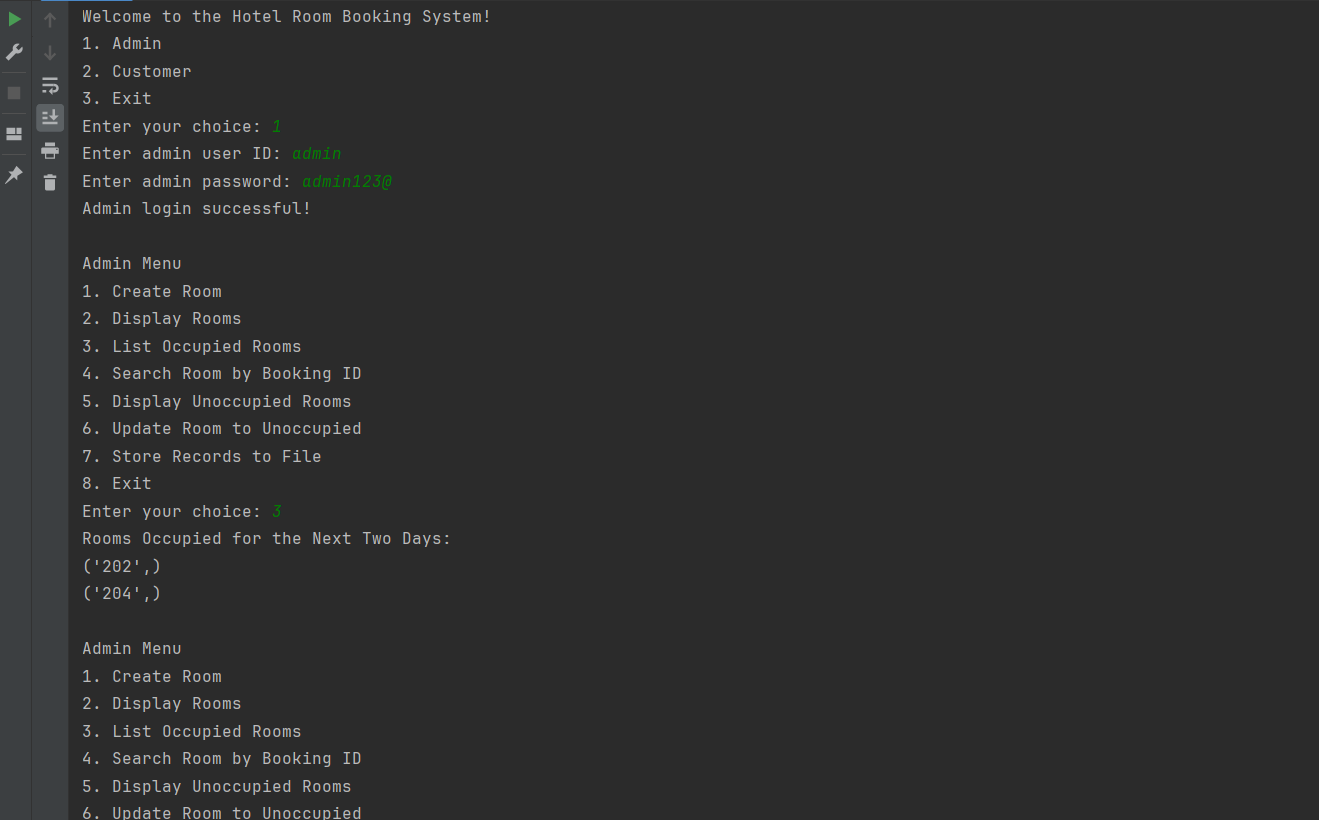 Welcome to the Hotel Room Booking System!
1. Admin
2. Customer
3. Exit
Enter your choice: 1
Enter admin user ID: admin
Enter admin password: admin123@
Admin login successful!
Admin Menu
1. Create Room
2. Display Rooms
3. List Occupied Rooms
4. Search Room by Booking ID
5. Display Unoccupied Rooms
6. Update Room to Unoccupied
7. Store Records to File
8. Exit
Enter your choice: 3
Rooms Occupied for the Next Two Days:
('202',)
('204',)
Admin Menu
1. Create Room
2. Display Rooms
3. List Occupied Rooms
4. Search Room by Booking ID
5. Display Unoccupied Rooms
6. Update Room to Unoccupied